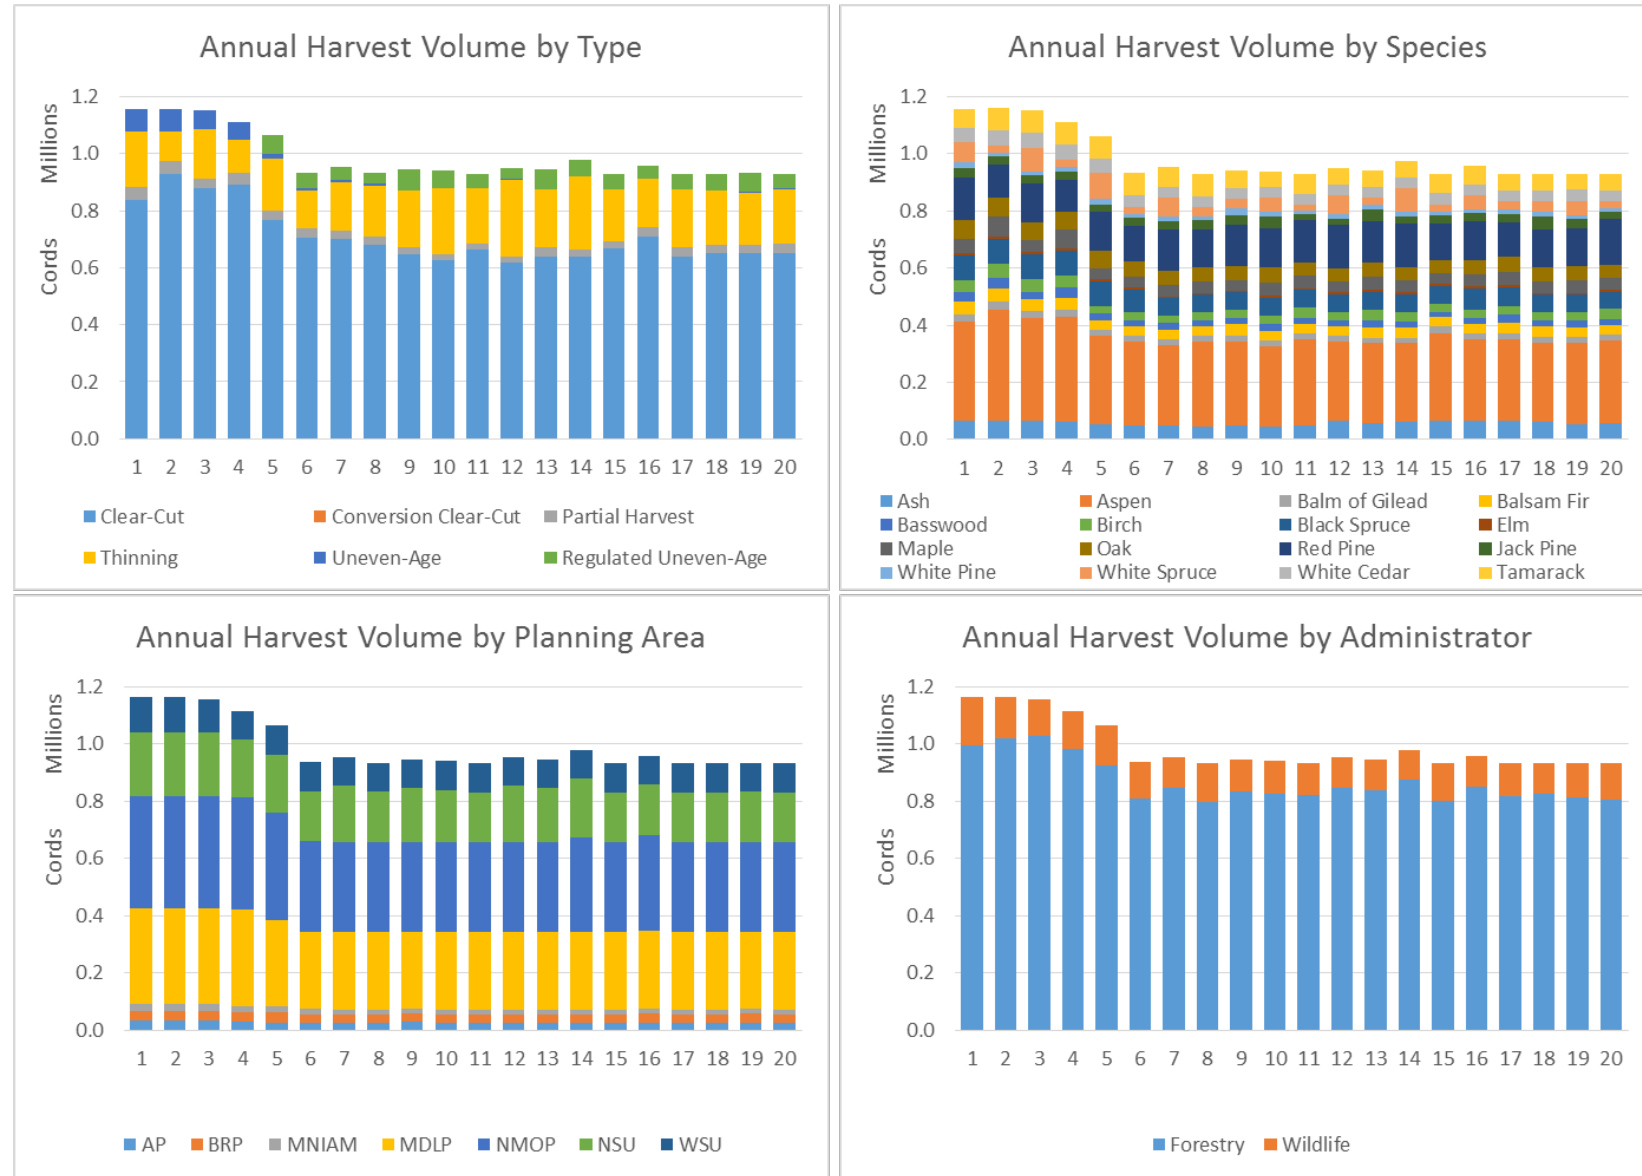 Annual Harvest Volume by Type
Millions
Cords
1.2
1.0
0.8
0.6
0.4
0.2
0.0
1 2 3 4 5 6 7 8 9 10 11 12 13 14 15 16 17 18 19 20
Clear-Cut Conversion Clear-Cut Partial Harvest
Thinning Uneven-Age Regulated Uneven-Age
Annual Harvest Volume by Species
Millions
Cords
1.2
1.0
0.8
0.6
0.4
0.2
0.0
1 2 3 4 5 6 7 8 9 10 11 12 13 14 15 16 17 18 19 20
Ash Aspen Balm of Gilead Balsam Fir
Basswood Birch Black Spruce Elm
Maple Oak Red Pine Jack Pine
White Pine White Spruce White Cedar Tamarack
Annual Harvest Volume by Planning Area
Millions
Cords
1.2
1.0
0.8
0.6
0.4
0.2
0.0
1 2 3 4 5 6 7 8 9 10 11 12 13 14 15 16 17 18 19 20
AP BRP MNIAM MDLP NMOP NSU WSU
Annual Harvest Volume by Administrator
Millions
Cords
1.2
1.0
0.8
0.6
0.4
0.2
0.0
1 2 3 4 5 6 7 8 9 10 11 12 13 14 15 16 17 18 19 20
Forestry Wildlife